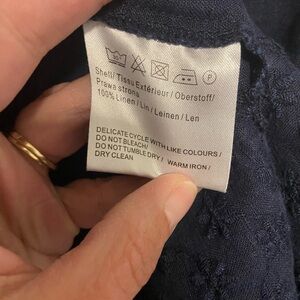 Shell/Tissu Extérieur/Oberstoff/
Prawa strona
100% Linen/Lin/Leinen/Len
DELICATE CYCLE WITH LIKE COLOURS/
DO NOT BLEACH/
DO NOT TUMBLE DRY/ WARM IRON/
DRY CLEAN